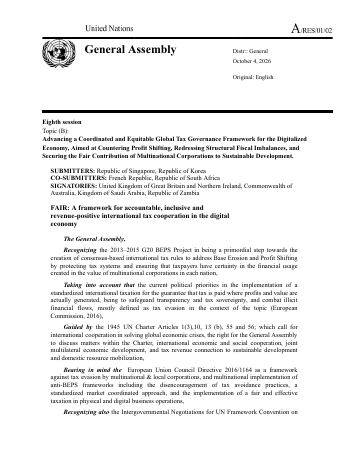 United Nations A/RES/01/02
General Assembly
Distr.: General
October 4, 2026
Original: English
Eighth session
Topic (B):
Advancing a Coordinated and Equitable Global Tax Governance Framework for the Digitalized
Economy, Aimed at Countering Profit Shifting, Redressing Structural Fiscal Imbalances, and
Securing the Fair Contribution of Multinational Corporations to Sustainable Development.
SUBMITTERS: Republic of Singapore, Republic of Korea
CO-SUBMITTERS: French Republic, Republic of South Africa
SIGNATORIES: United Kingdom of Great Britain and Northern Ireland, Commonwealth of
Australia, Kingdom of Saudi Arabia, Republic of Zambia
FAIR: A framework for accountable, inclusive and
revenue-positive international tax cooperation in the digital
economy
The General Assembly,
Recognizing the 2013–2015 G20 BEPS Project in being a primordial step towards the
creation of consensus-based international tax rules to address Base Erosion and Profit Shifting
by protecting tax systems and ensuring that taxpayers have certainty in the financial usage
created in the value of multinational corporations in each nation,
Taking into account that the current political priorities in the implementation of a
standardized international taxation is the guarantee that tax is paid where profits and value are
actually generated, being to safeguard transparency and tax sovereignty, and combat illicit
financial flows, mostly defined as tax evasion in the context of the topic (European
Commission, 2016),
Guided by the 1945 UN Charter Articles 1(3),10, 13 (b), 55 and 56; which call for
international cooperation in solving global economic crises, the right for the General Assembly
to discuss matters within the Charter, international economic and social cooperation, joint
multilateral economic development, and tax revenue connection to sustainable development
and domestic resource mobilization,
Bearing in mind the European Union Council Directive 2016/1164 as a framework
against tax evasion by multinational & local corporations, and multinational implementation of
anti-BEPS frameworks including the disencouragement of tax avoidance practices, a
standardized market coordinated approach, and the implementation of a fair and effective
taxation in physical and digital business operations,
Recognizing also the Intergovernmental Negotiations for UN Framework Convention on